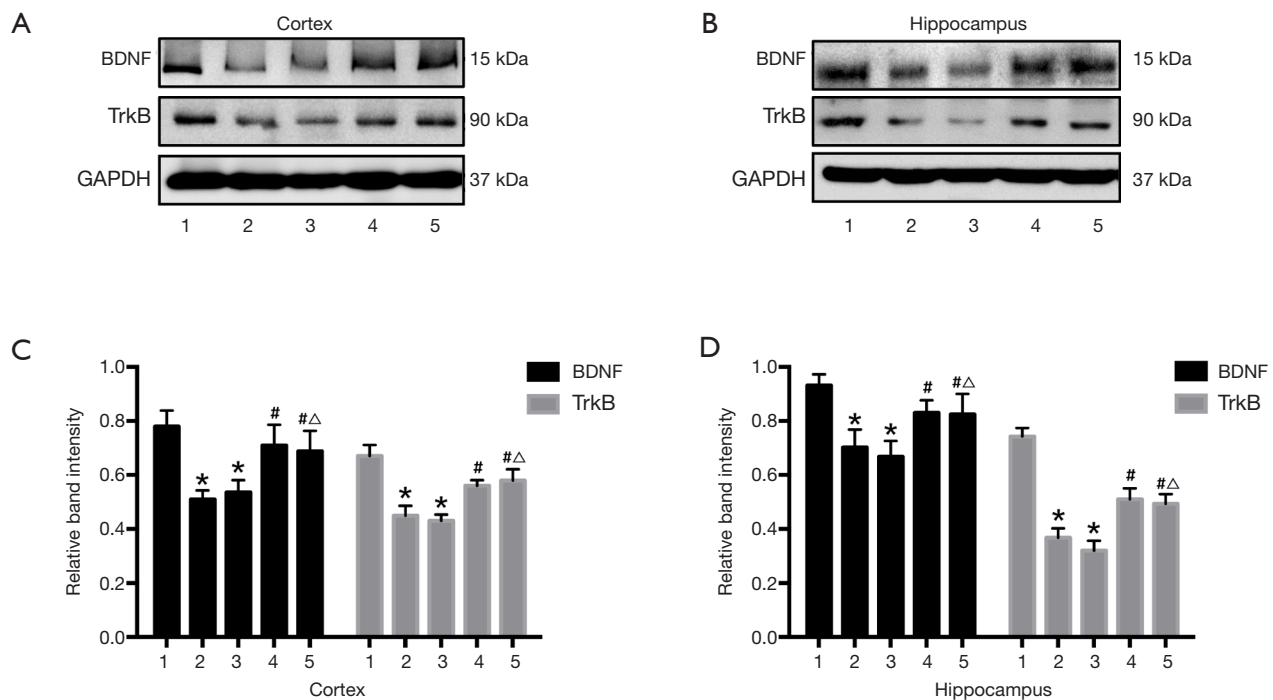 A
Cortex
BDNF
15 kDa
TrkB
90 kDa
GAPDH
37 kDa
1 2 3 4 5
B
Hippocampus
BDNF
15 kDa
TrkB
90 kDa
GAPDH
37 kDa
1 2 3 4 5
C
Relative band intensity
1.0
0.8
0.6
0.4
0.2
0.0
BDNF
TrkB
* * # #△ * * # #△
1 2 3 4 5 1 2 3 4 5
Cortex
D
Relative band intensity
1.0
0.8
0.6
0.4
0.2
0.0
BDNF
TrkB
* * # #△ * * # #△
1 2 3 4 5 1 2 3 4 5
Hippocampus